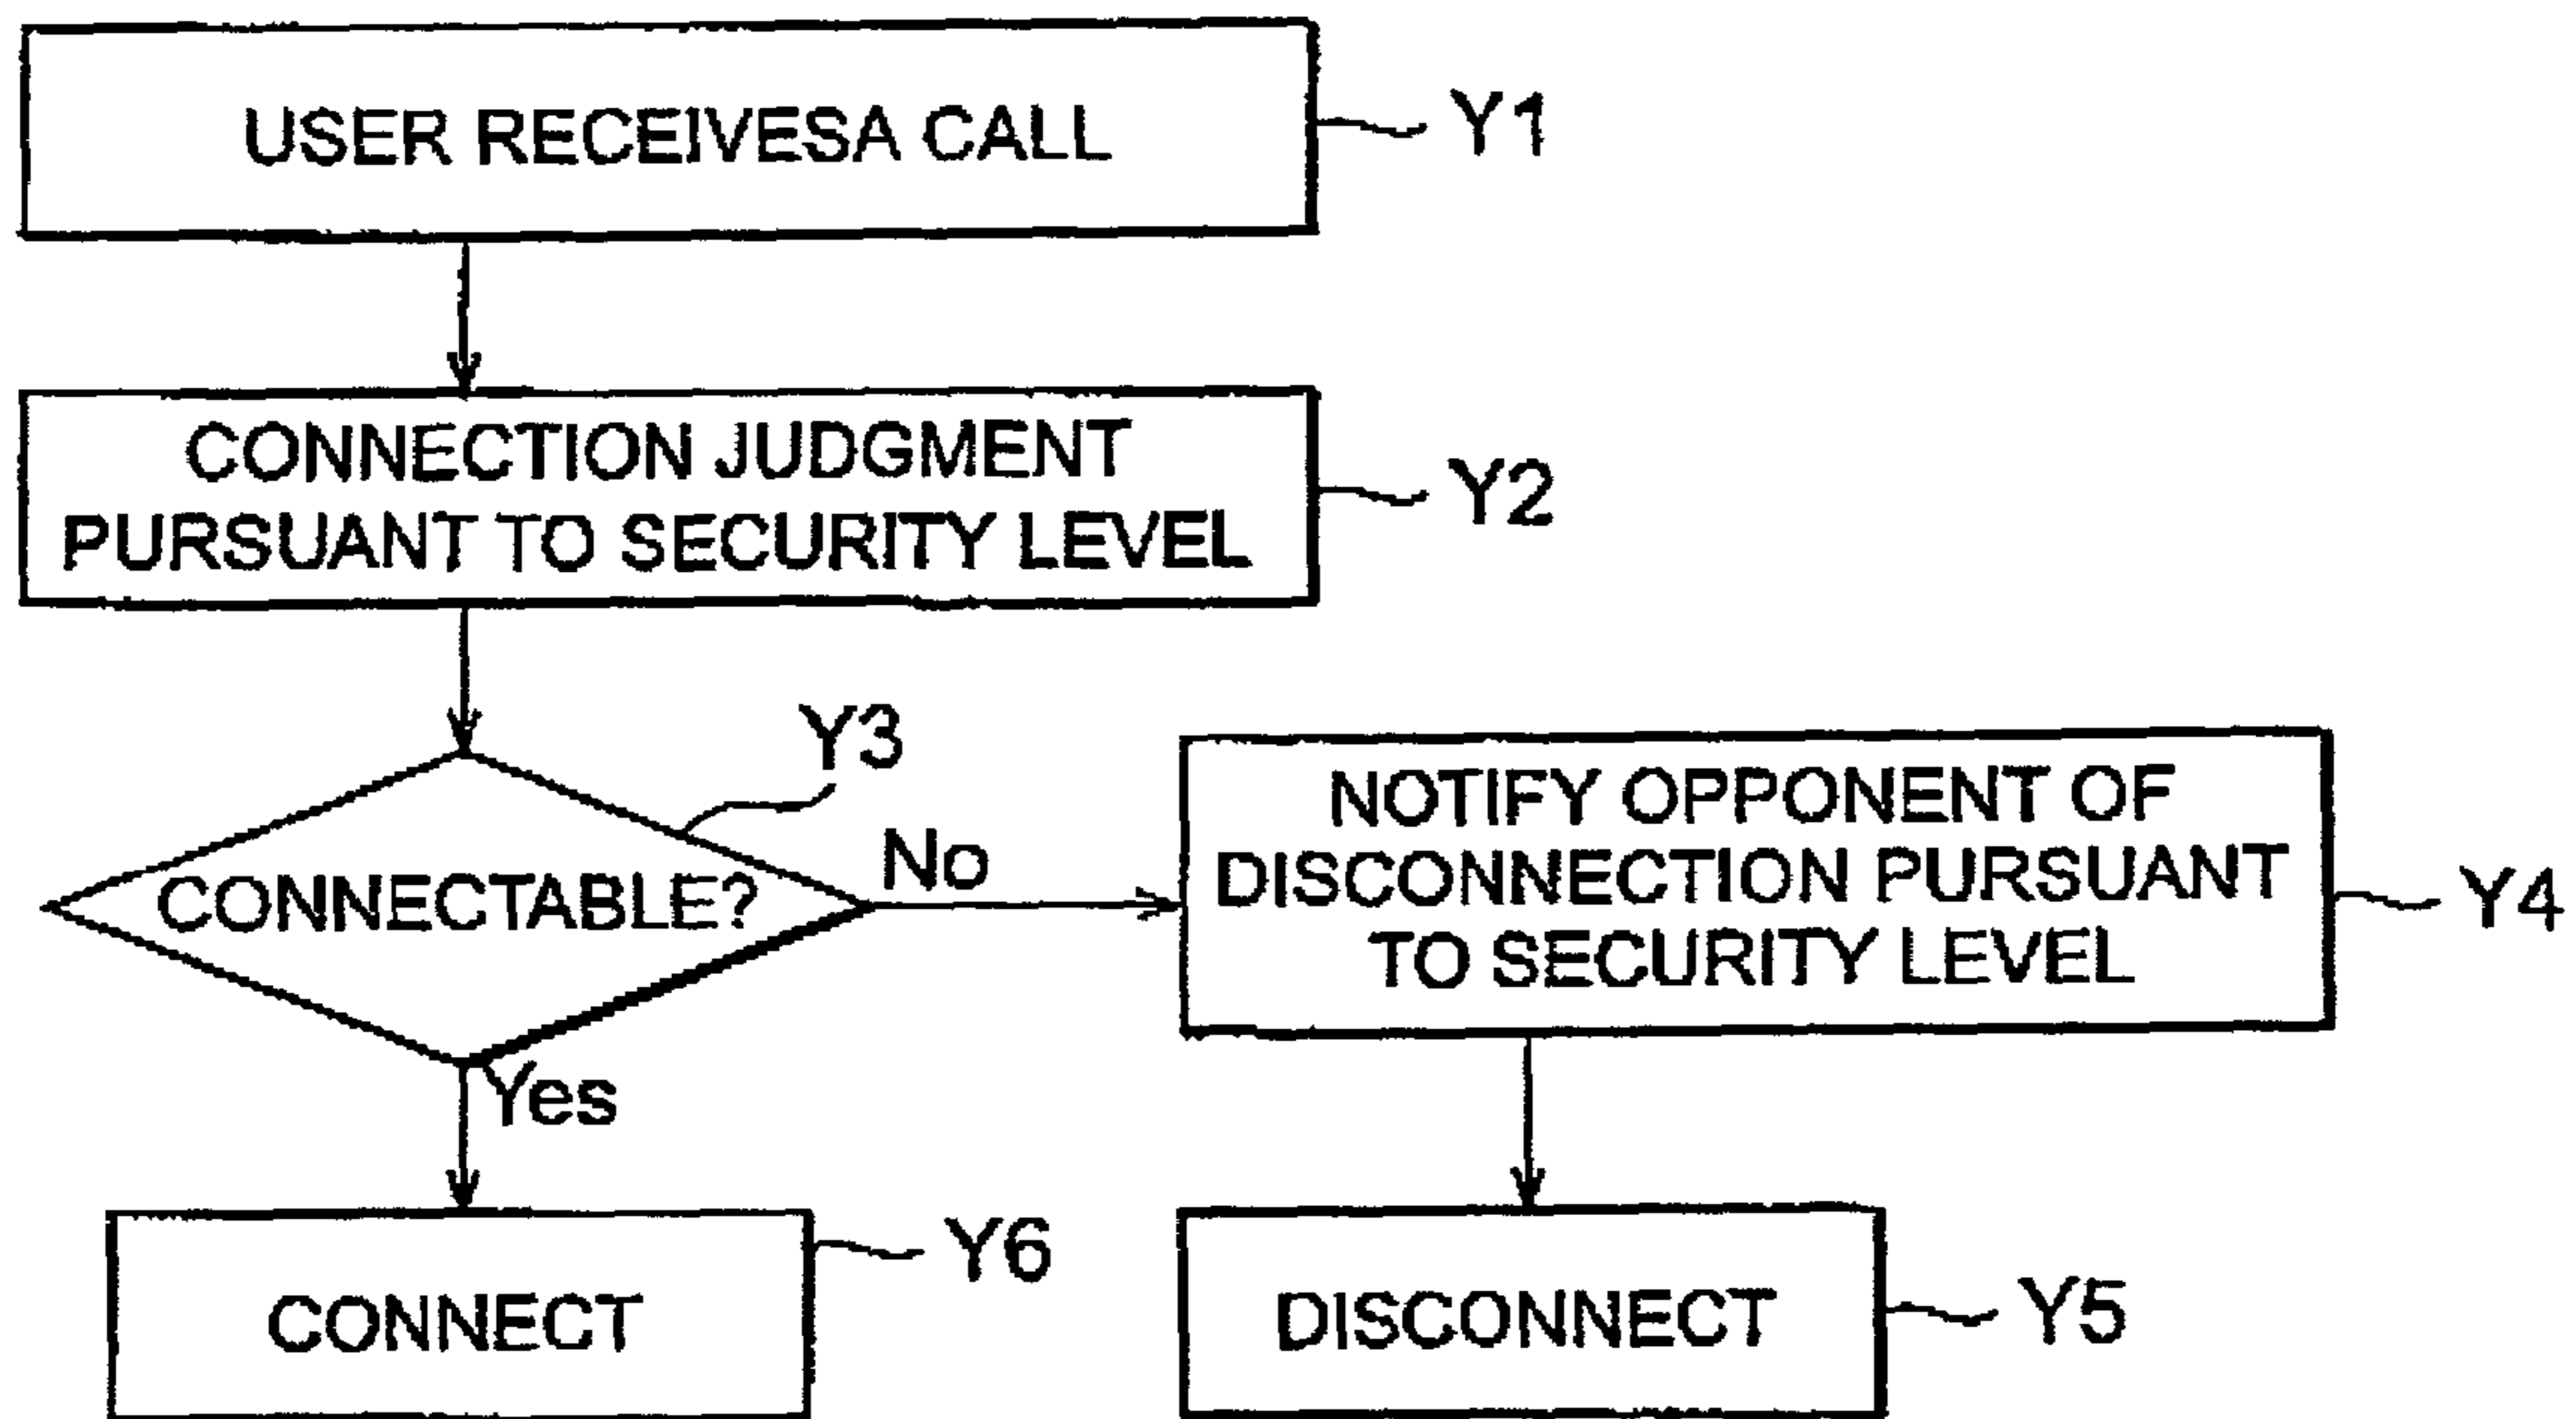 USER RECEIVESA CALL
Y1
CONNECTION JUDGMENT
PURSUANT TO SECURITY LEVEL
Y2
Y3
CONNECTABLE?
No
NOTIFY OPPONENT OF
DISCONNECTION PURSUANT
TO SECURITY LEVEL
Y4
Yes
CONNECT
Y6
DISCONNECT
Y5